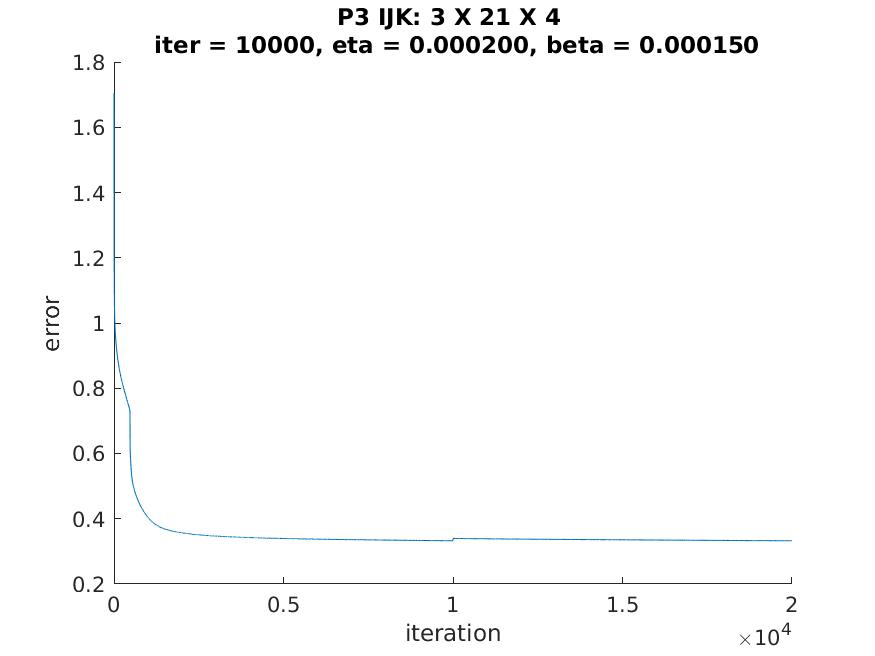 P3 IJK: 3 X 21 X 4
iter = 10000, eta = 0.000200, beta = 0.000150
1.8
1.6
1.4
1.2
1
0.8
0.6
0.4
0.2
error
0 0.5 1 1.5 2
iteration
×10⁴